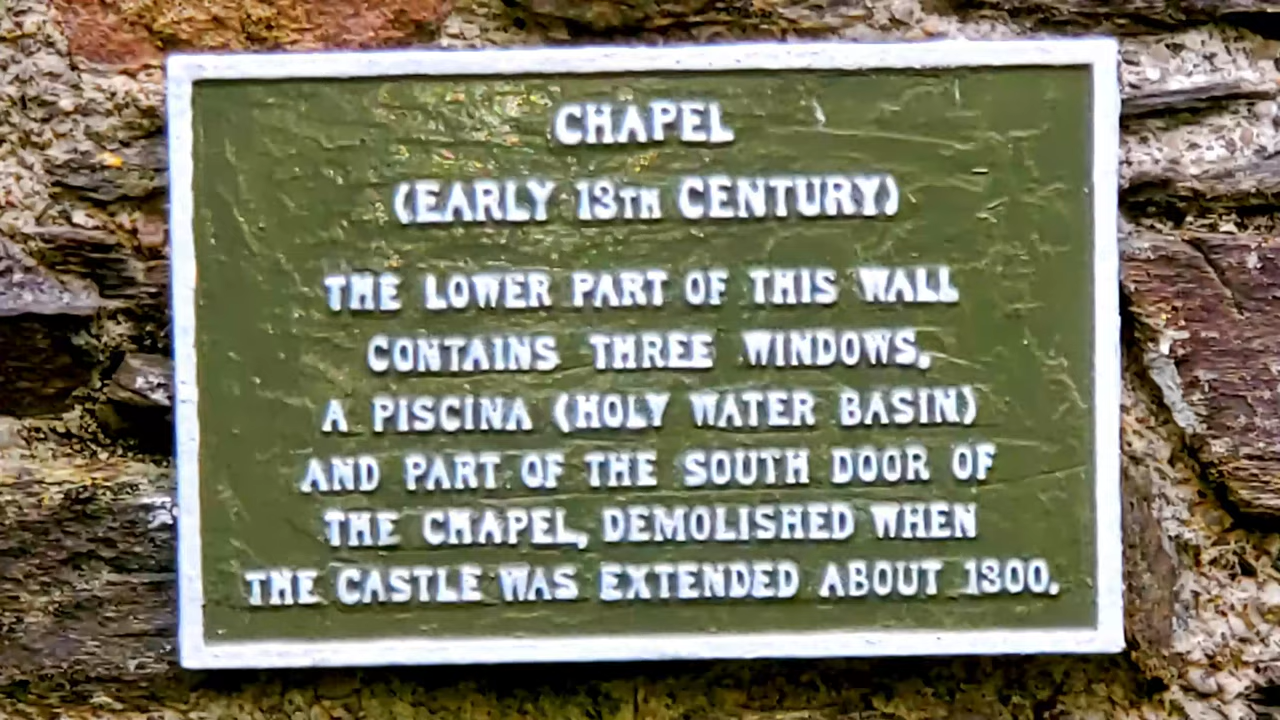 CHAPEL
(EARLY 13TH CENTURY)
THE LOWER PART OF THIS WALL
CONTAINS THREE WINDOWS,
A PISCINA (HOLY WATER BASIN)
AND PART OF THE SOUTH DOOR OF
THE CHAPEL, DEMOLISHED WHEN
THE CASTLE WAS EXTENDED ABOUT 1300.